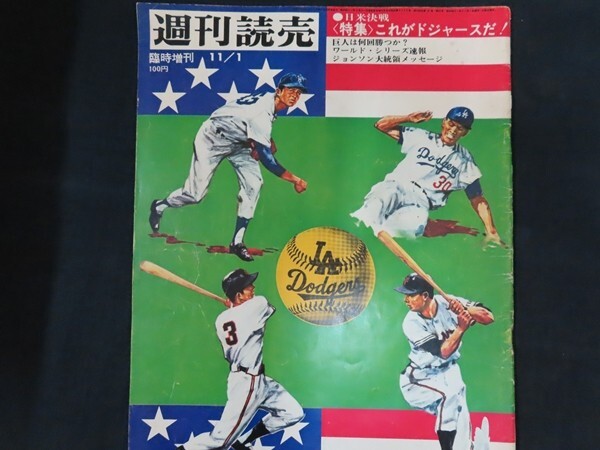 週刊読売
臨時増刊 11/1
100円
●日米決戦
〈特集〉これがドジャースだ!
巨人は何回勝つか?
ワールド・シリーズ速報
ジョンソン大統領メッセージ
Dodgers
30
LA
Dodgers
3